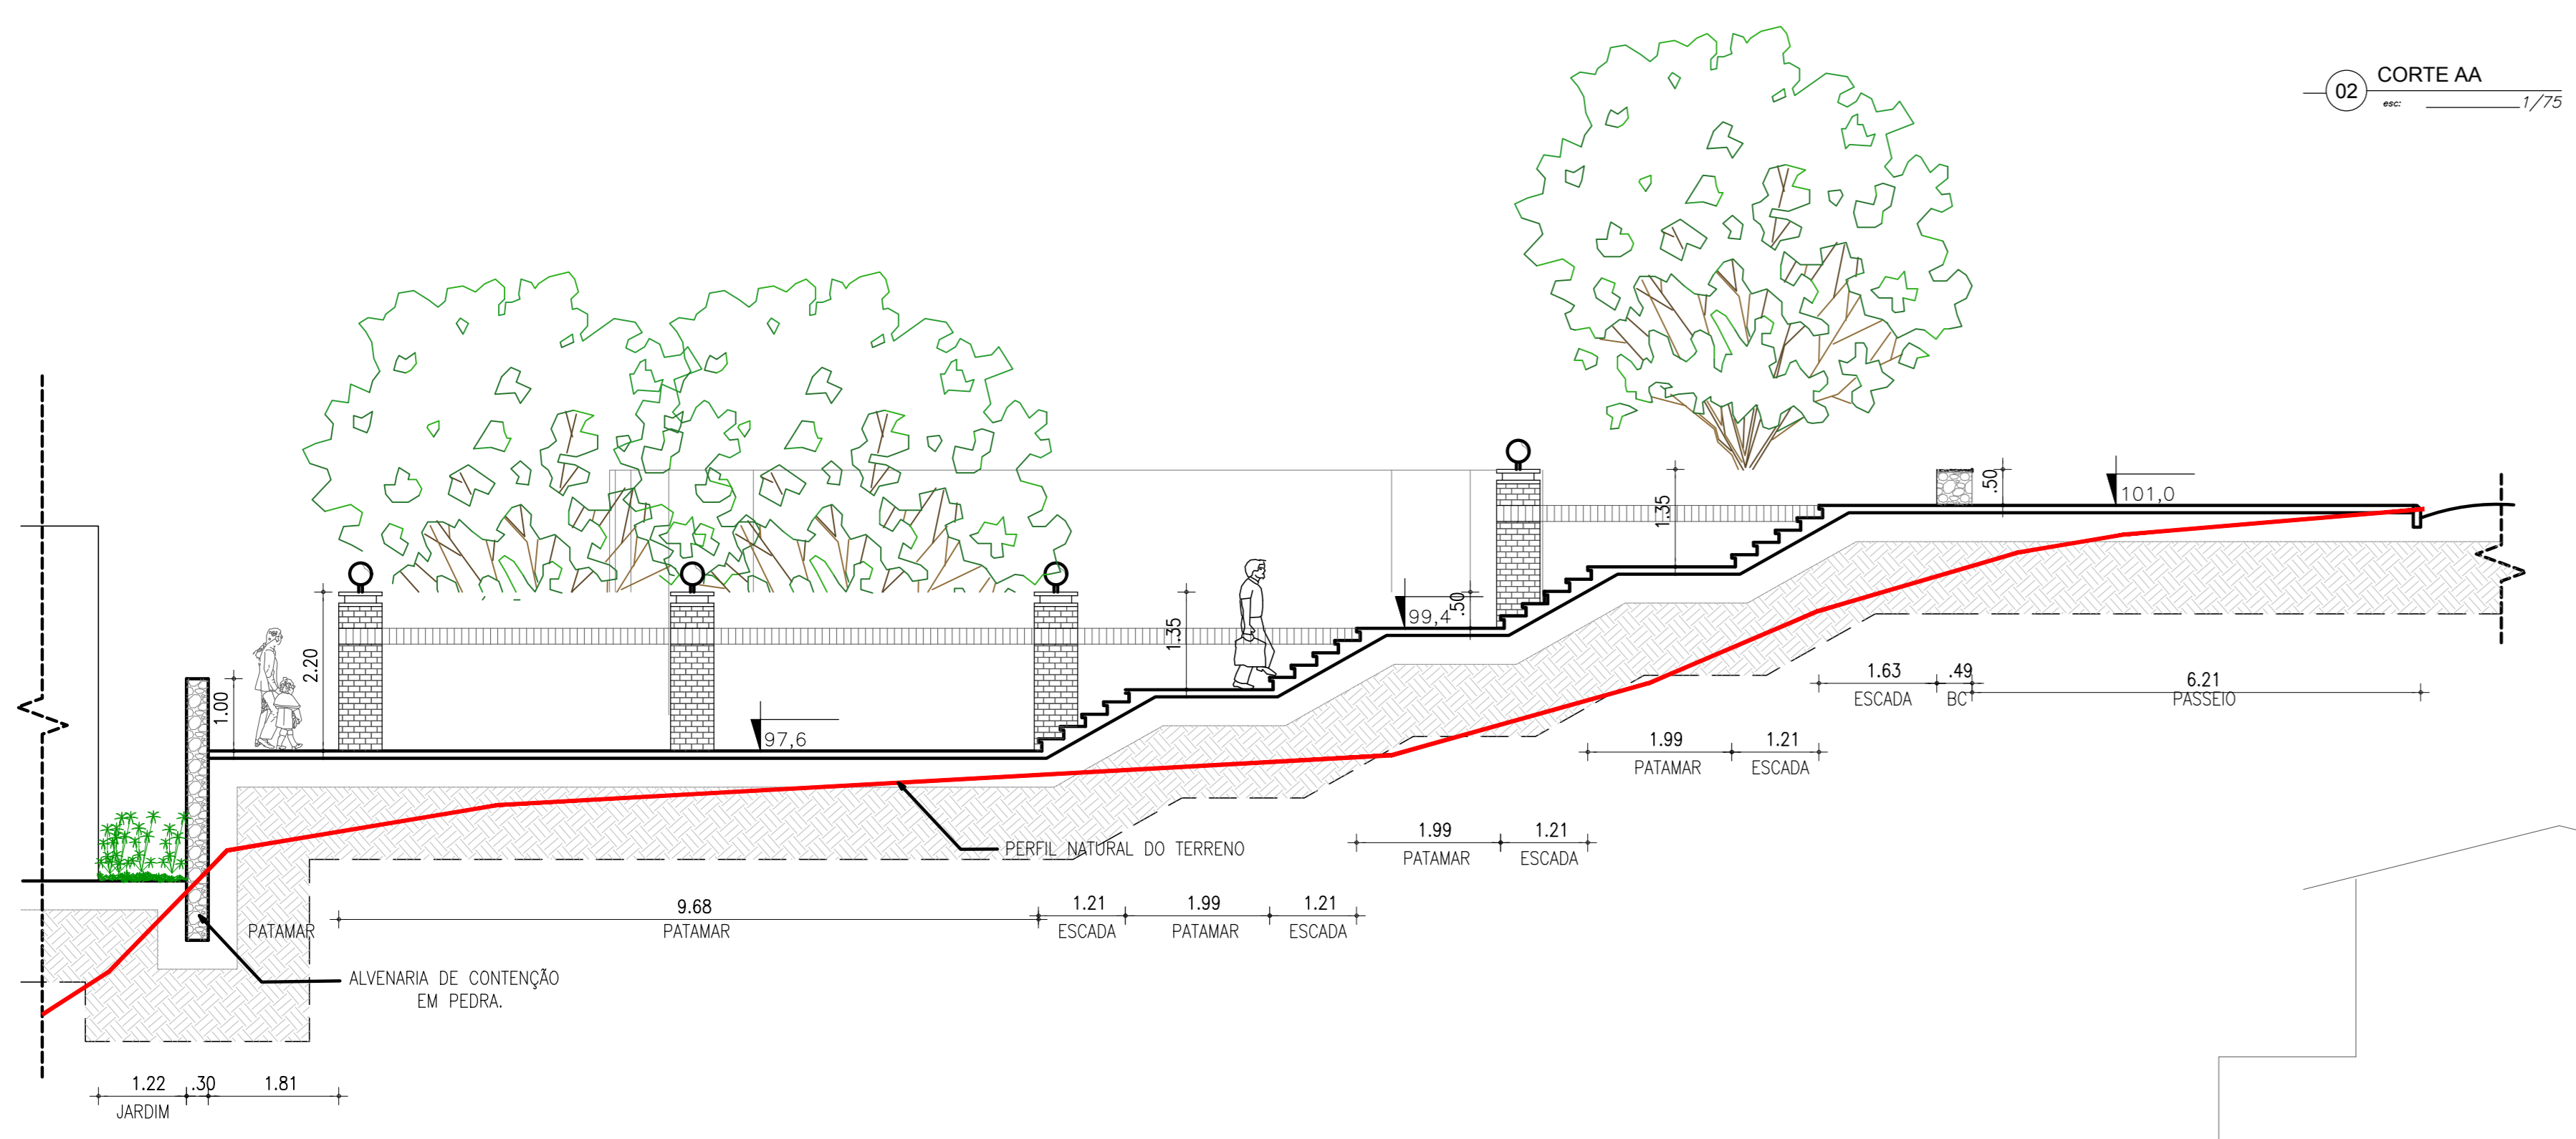 02
CORTE AA
esc:
1/75
.50
101,0
1.35
.50
99,4
1.35
2.20
1.00
97,6
1.63
.49
6.21
ESCADA
BC
PASSEIO
1.99
1.21
PATAMAR
ESCADA
1.99
1.21
PATAMAR
ESCADA
PERFIL NATURAL DO TERRENO
9.68
1.21
1.99
1.21
PATAMAR
PATAMAR
ESCADA
PATAMAR
ESCADA
ALVENARIA DE CONTENÇÃO
EM PEDRA.
1.22
.30
1.81
JARDIM